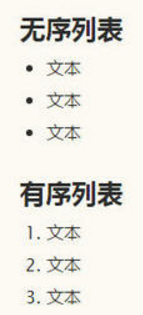 无序列表
• 文本
• 文本
• 文本
有序列表
1. 文本
2. 文本
3. 文本